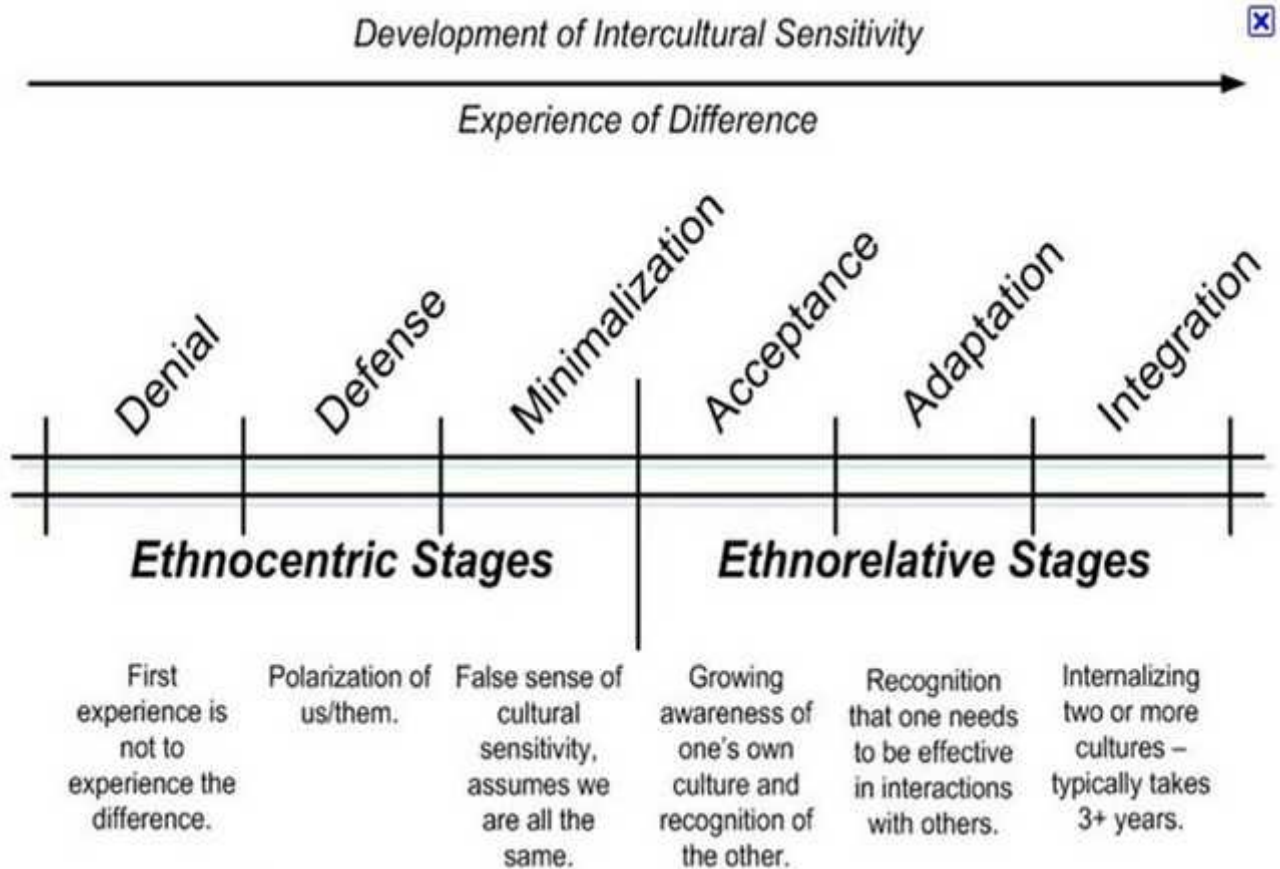 Development of Intercultural Sensitivity
Experience of Difference
Denial
Defense
Minimalization
Acceptance
Adaptation
Integration
Ethnocentric Stages
Ethnorelative Stages
First
experience is
not to
experience the
difference.
Polarization of
us/them.
False sense of
cultural
sensitivity,
assumes we
are all the
same.
Growing
awareness of
one's own
culture and
recognition of
the other.
Recognition
that one needs
to be effective
in interactions
with others.
Internalizing
two or more
cultures –
typically takes
3+ years.